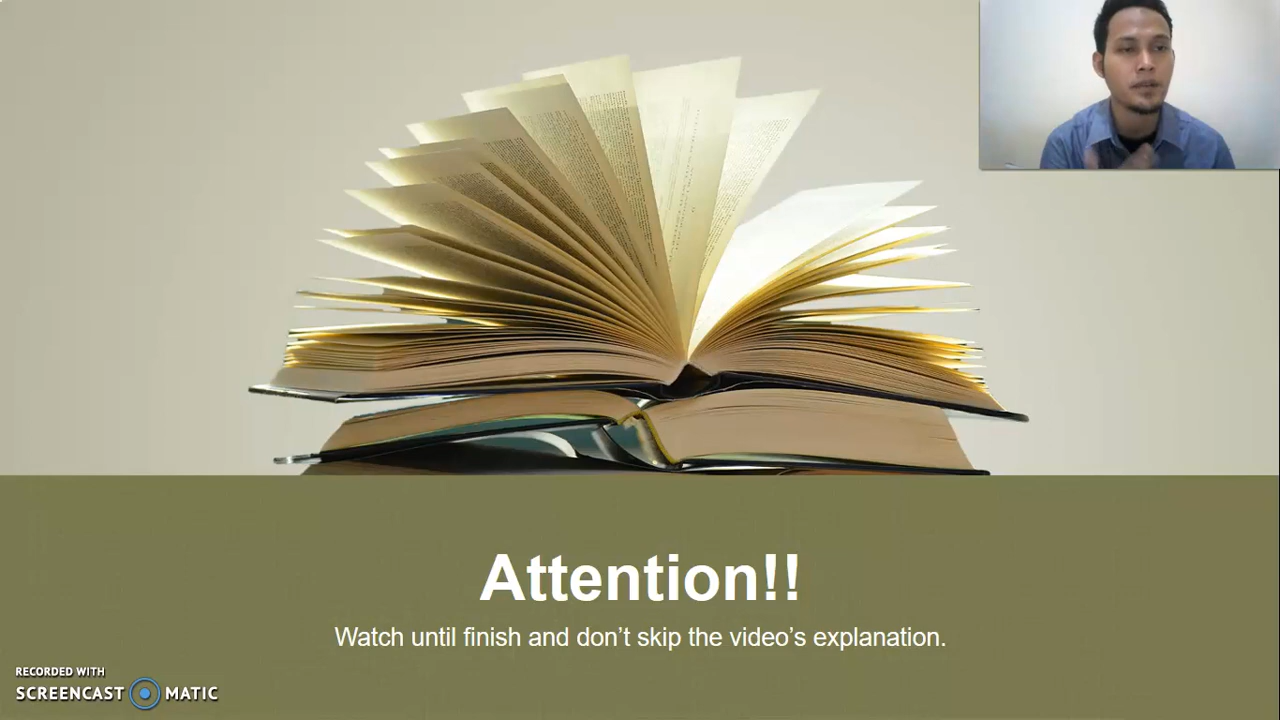 Attention!!
Watch until finish and don’t skip the video’s explanation.
RECORDED WITH
SCREENCAST MATIC